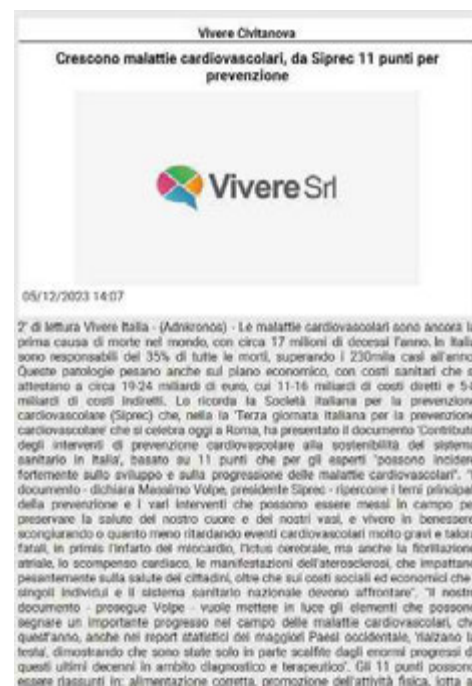 Vivere Civitanova
Crescono malattie cardiovascolari, da Siprec 11 punti per
prevenzione
Vivere Srl
05/12/2023 14:07
2' di lettura Vivere Italia - (Adnkronos) - Le malattie cardiovascolari sono ancora la
prima causa di morte nel mondo, con circa 17 milioni di decessi l'anno. In Italia
sono responsabili del 35% di tutte le morti, superando i 230mila casi all'anno.
Queste patologie pesano anche sul piano economico, con costi sanitari che si
attestano a circa 19-24 miliardi di euro, cui 11-16 miliardi di costi diretti e 5-
miliardi di costi indiretti. Lo ricorda la Società italiana per la prevenzione
cardiovascolare (Siprec) che, nella la 'Terza giornata italiana per la prevenzione
cardiovascolare' che si celebra oggi a Roma, ha presentato il documento 'Contributo
degli interventi di prevenzione cardiovascolare alla sostenibilità del sistema
sanitario in Italia', basato su 11 punti che per gli esperti "possono incidere
fortemente sullo sviluppo e sulla progressione delle malattie cardiovascolari".
documento - dichiara Massimo Volpe, presidente Siprec - ripercorre i temi principali
della prevenzione e i vari interventi che possono essere messi in campo per
preservare la salute del nostro cuore e dei nostri vasi, e vivere in benessere
scongiurando o quanto meno ritardando eventi cardiovascolari molto gravi e talora
fatali, in primis l'infarto del miocardio, l'ictus cerebrale, ma anche la fibrillazione
atriale, lo scompenso cardiaco, le manifestazioni dell'aterosclerosi, che impattano
pesantemente sulla salute dei cittadini, oltre che sui costi sociali ed economici che i
singoli individui e il sistema sanitario nazionale devono affrontare". "Il nostro
documento - prosegue Volpe - vuole mettere in luce gli elementi che possono
segnare un importante progresso nel campo delle malattie cardiovascolari, che
quest'anno, anche nei report statistici dei maggiori Paesi occidentale, 'rialzano la
testa', dimostrando che sono state solo in parte scalfite dagli enormi progressi di
questi ultimi decenni in ambito diagnostico e terapeutico". Gli 11 punti possono
essere riassunti in: alimentazione corretta, promozione dell'attività fisica, lotta